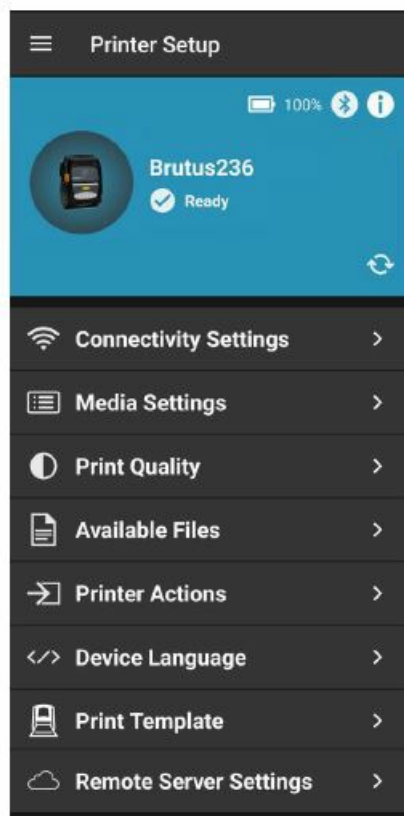 Printer Setup
100%
Brutus236
Ready
Connectivity Settings
Media Settings
Print Quality
Available Files
Printer Actions
Device Language
Print Template
Remote Server Settings